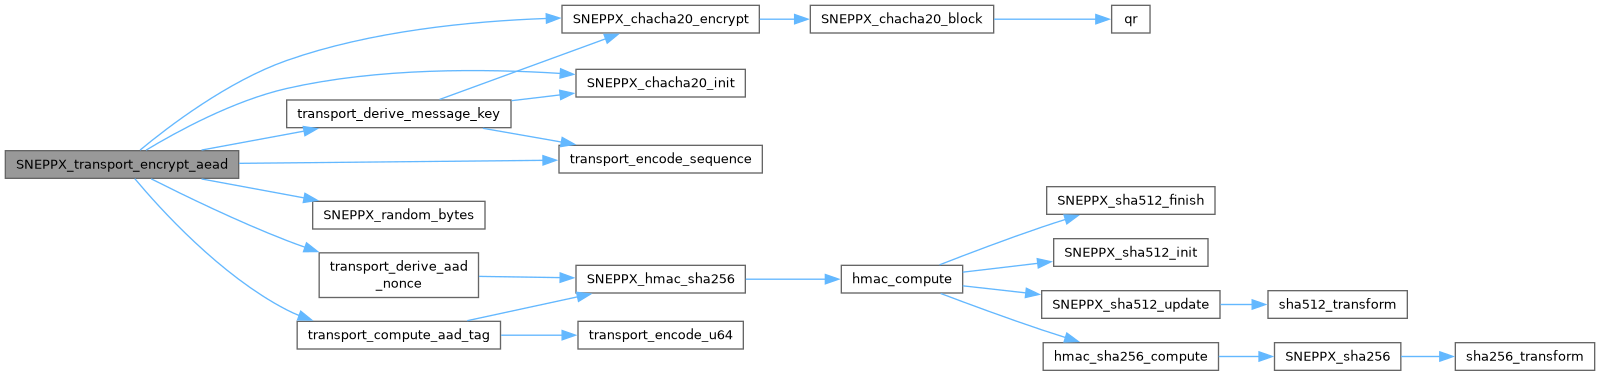 SNEPPX_transport_encrypt_aead
SNEPPX_chacha20_encrypt
SNEPPX_chacha20_block
qr
SNEPPX_chacha20_init
transport_derive_message_key
transport_encode_sequence
SNEPPX_random_bytes
transport_derive_aad
_nonce
transport_compute_aad_tag
SNEPPX_hmac_sha256
transport_encode_u64
hmac_compute
SNEPPX_sha512_finish
SNEPPX_sha512_init
SNEPPX_sha512_update
sha512_transform
hmac_sha256_compute
SNEPPX_sha256
sha256_transform